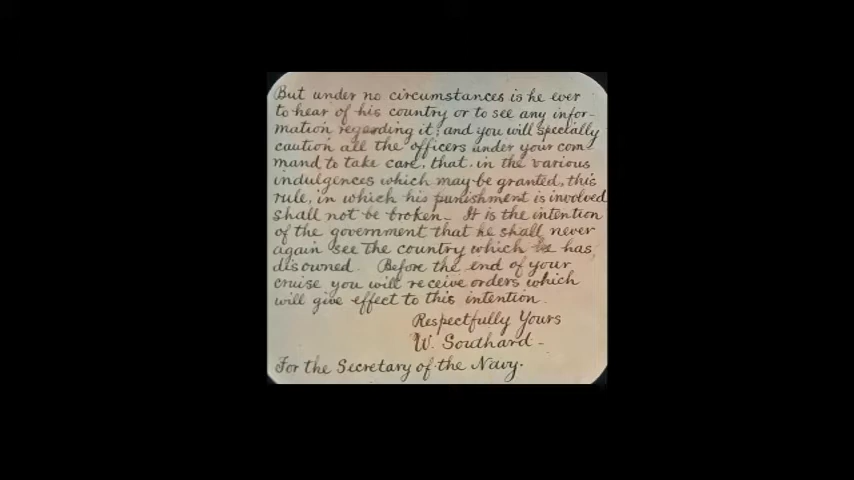 But under no circumstances is he ever
to hear of his country or to see any infor-
mation regarding it; and you will specially
caution all the officers under your com-
mand to take care, that in the various
indulgences which may be granted, this
rule, in which his punishment is involved
shall not be broken. It is the intention
of the government that he shall never
again see the country which he has
disowned. Before the end of your
cruise you will receive orders which
will give effect to this intention.
Respectfully Yours
W. Southard -
For the Secretary of the Navy.